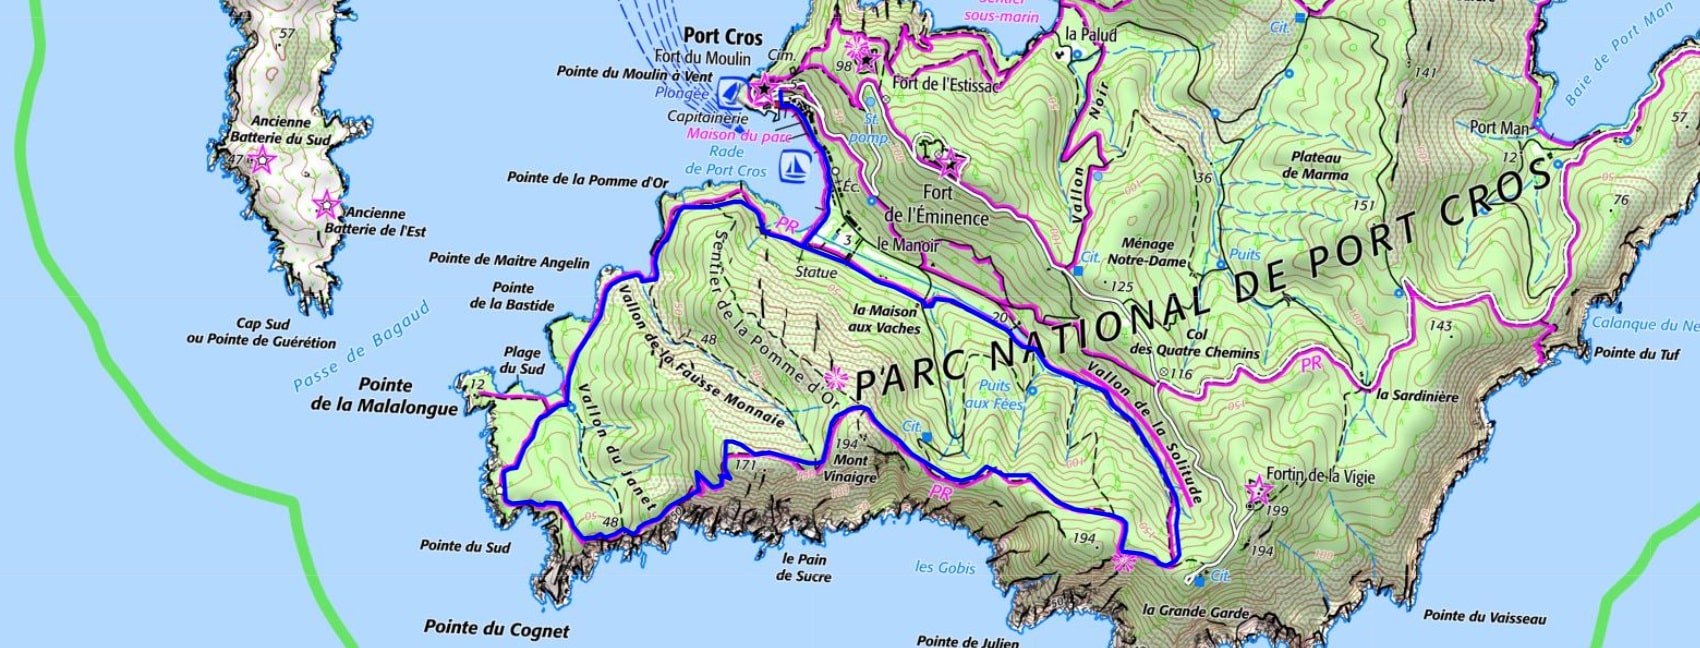 sous-marin
57
Port Cros
Fort du Moulin
Cim.
98
la Palud
Cit.
141
Baie de Port Man
Pointe du Moulin à Vent
Plongée
Capitainerie
Maison du parc
Rade
de Port Cros
Fort de l'Estissac
St.
pomp.
Noir
Vallon
Port Man
57
12
Ancienne
Batterie du Sud
47
Ancienne
Batterie de l'Est
Pointe de la Pomme d'Or
Éc.
Fort
de l'Éminence
36
Plateau
de Marma
151
76
100
50
PR
3
le Manoir
Statue
Ménage
Notre-Dame
Puits
Cit.
125
PARC NATIONAL DE PORT CROS
Pointe de Maitre Angelin
Pointe
de la Bastide
Cap Sud
ou Pointe de Guérétion
Passe de Bagaud
Sentier de la Pomme d'Or
Vallon de la Fausse Monnaie
48
la Maison
aux Vaches
20
Col
des Quatre Chemins
116
143
Calanque du
Pointe du Tuf
Plage
du Sud
12
Pointe
de la Malalongue
Vallon du Janet
Puits
aux Fées
Vallon de la Solitude
PR
la Sardinière
150
Cit.
194
Mont
Vinaigre
171
PR
100
150
Fortin de la Vigie
199
194
194
48
50
Pointe du Sud
le Pain
de Sucre
les Gobis
Cit.
la Grande Garde
Pointe du Vaisseau
Pointe du Cognet
Pointe de Julien